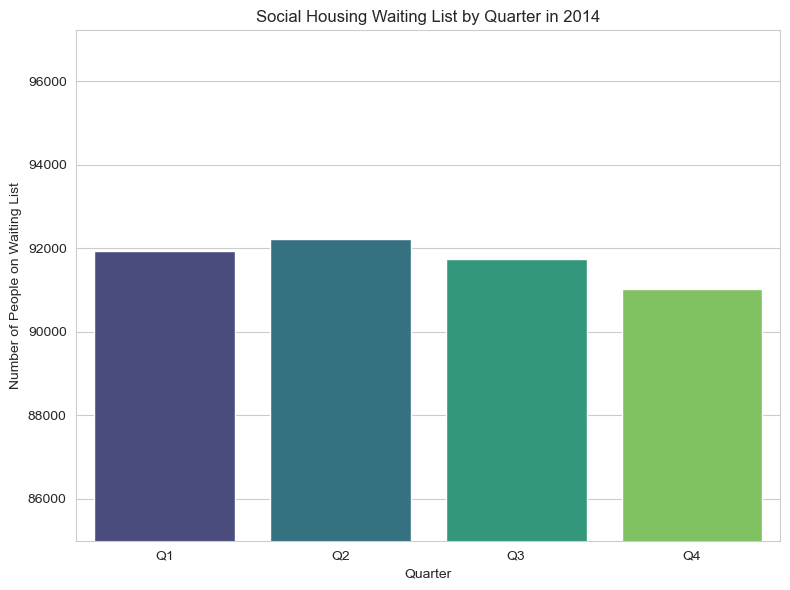 Social Housing Waiting List by Quarter in 2014
Number of People on Waiting List
96000
94000
92000
90000
88000
86000
Q1 Q2 Q3 Q4
Quarter